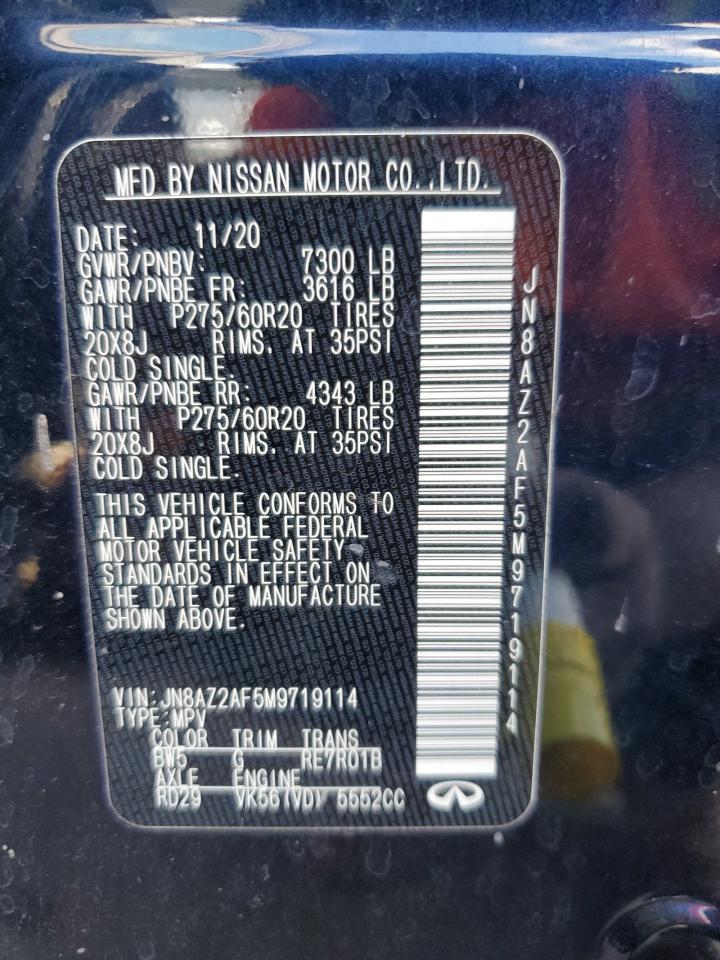 MFD BY NISSAN MOTOR CO.,LTD.
DATE: 11/20
GVWR/PNBV: 7300 LB
GAWR/PNBE FR: 3616 LB
WITH P275/60R20 TIRES
20X8J RIMS. AT 35PSI
COLD SINGLE.
GAWR/PNBE RR: 4343 LB
WITH P275/60R20 TIRES
20X8J RIMS. AT 35PSI
COLD SINGLE.
THIS VEHICLE CONFORMS TO
ALL APPLICABLE FEDERAL
MOTOR VEHICLE SAFETY
STANDARDS IN EFFECT ON
THE DATE OF MANUFACTURE
SHOWN ABOVE.
VIN:JN8AZ2AF5M9719114
TYPE:MPV
COLOR TRIM TRANS
BW5 G RE7R01B
AXLE ENGINE
RD29 VK56(VD) 5552CC
JN8AZ2AF5M9719114